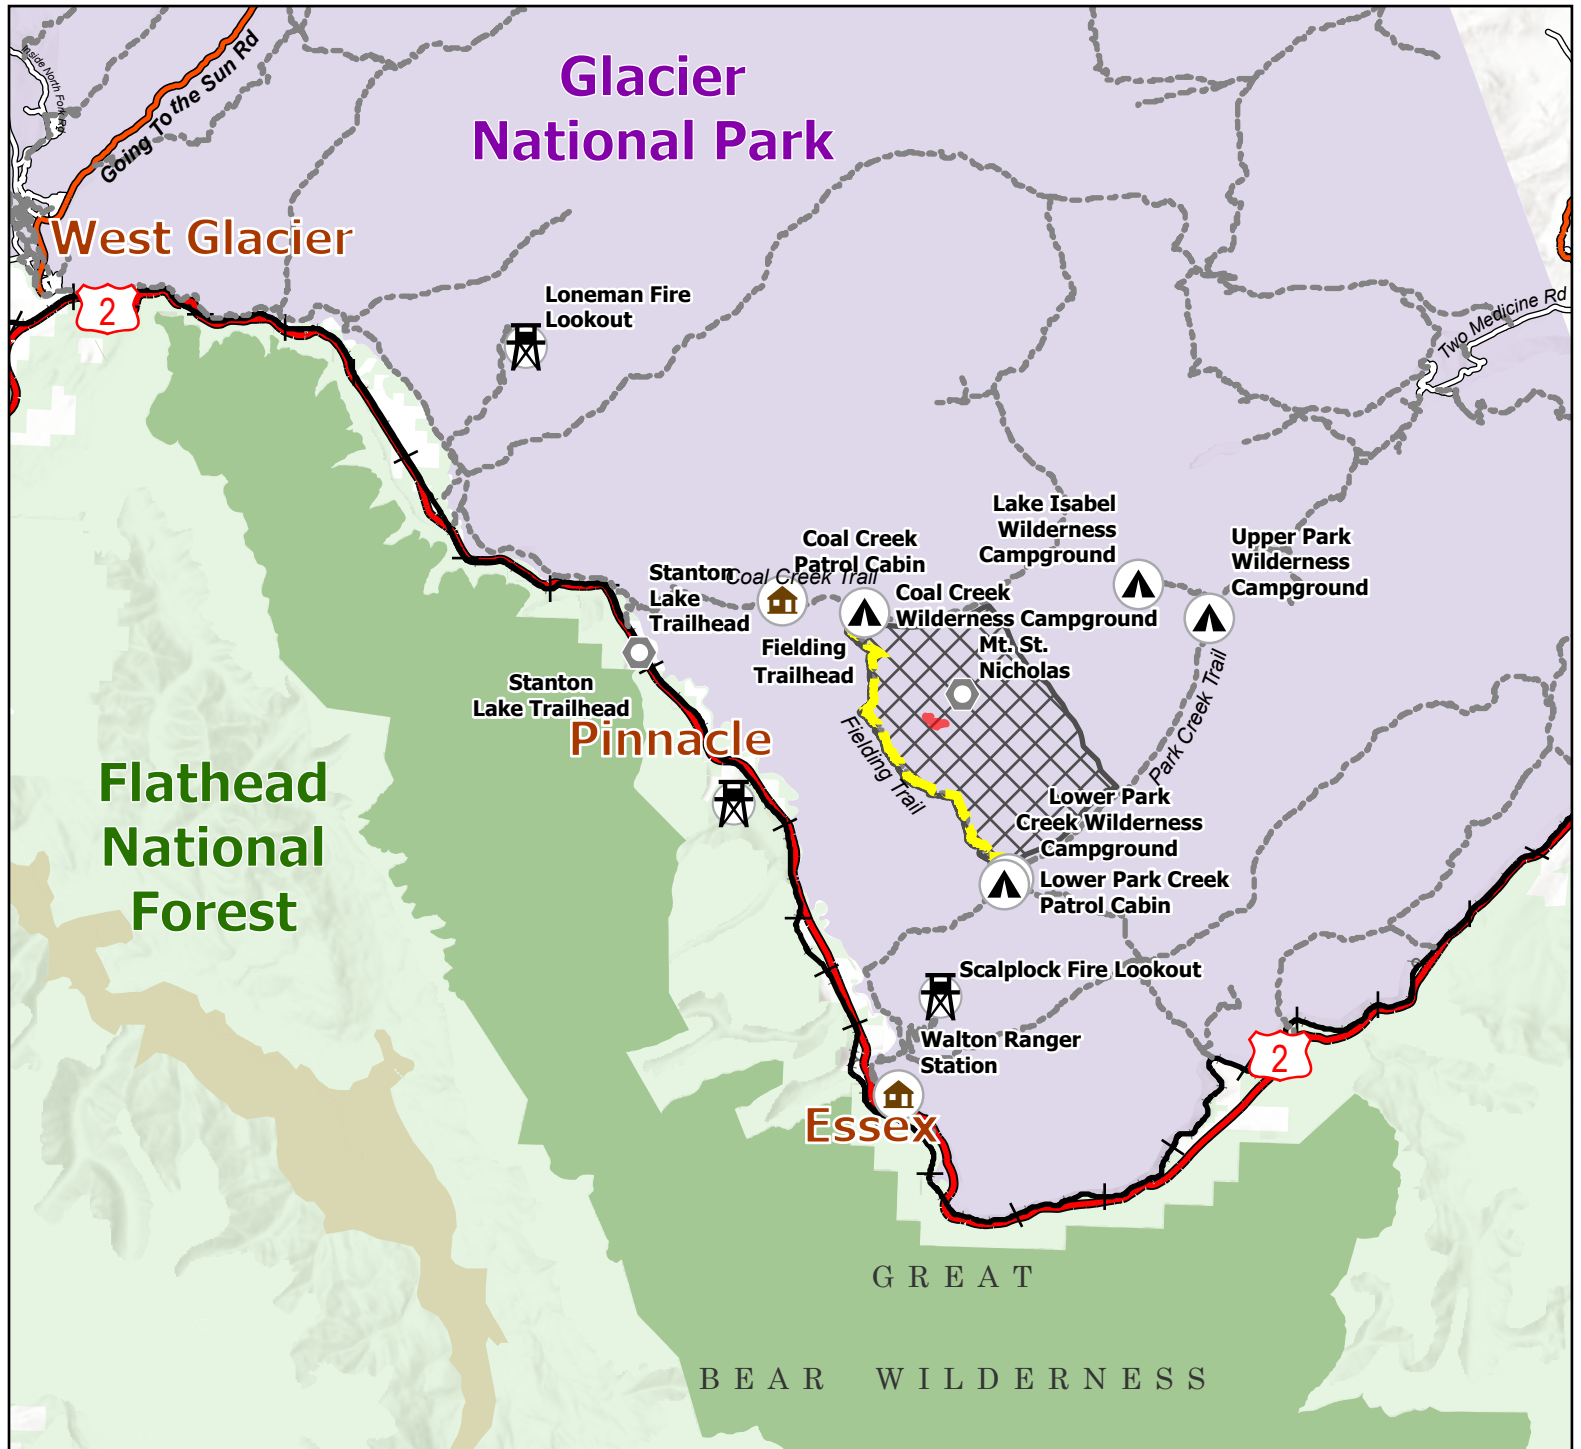 Inside North Fork Rd
Going To the Sun Rd
Glacier
National Park
West Glacier
2
Loneman Fire
Lookout
Two Medicine Rd
Lake Isabel
Wilderness
Campground
Upper Park
Wilderness
Campground
Coal Creek
Patrol Cabin
Coal Creek Trail
Stanton
Lake
Trailhead
Coal Creek
Wilderness Campground
Fielding
Trailhead
Mt. St.
Nicholas
Stanton
Lake Trailhead
Pinnacle
Fielding Trail
Park Creek Trail
Flathead
National
Forest
Lower Park
Creek Wilderness
Campground
Lower Park Creek
Patrol Cabin
Scalplock Fire Lookout
Walton Ranger
Station
2
Essex
GREAT
BEAR WILDERNESS